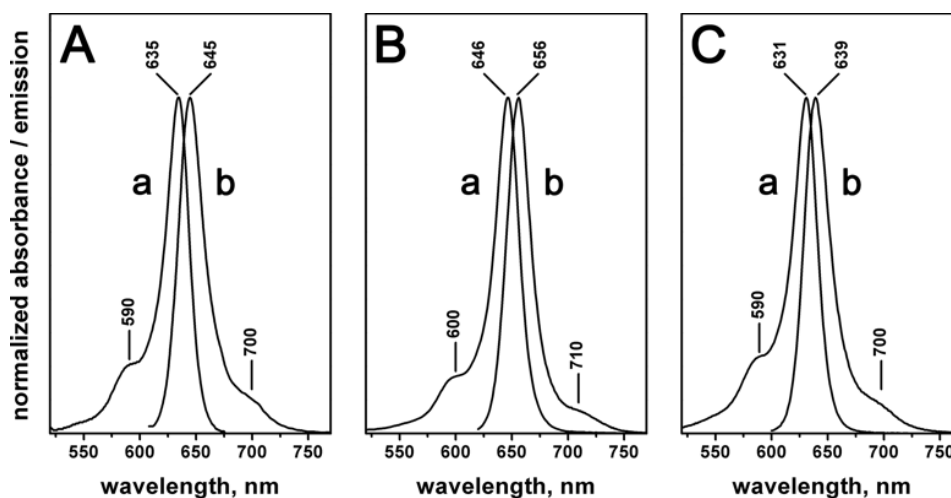 normalized absorbance / emission
A
635
645
a
b
590
700
550 600 650 700 750
wavelength, nm
B
646
656
a
b
600
710
550 600 650 700 750
wavelength, nm
C
631
639
a
b
590
700
550 600 650 700 750
wavelength, nm